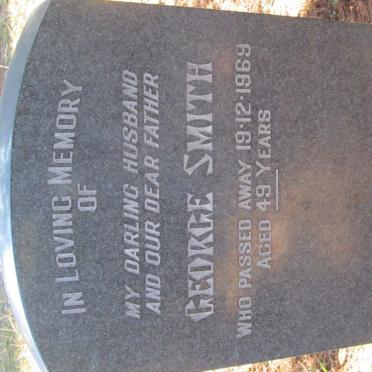 IN LOVING MEMORY
OF
MY DARLING HUSBAND
AND OUR DEAR FATHER
GEORGE SMITH
WHO PASSED AWAY 19·12·1969
AGED 49 YEARS